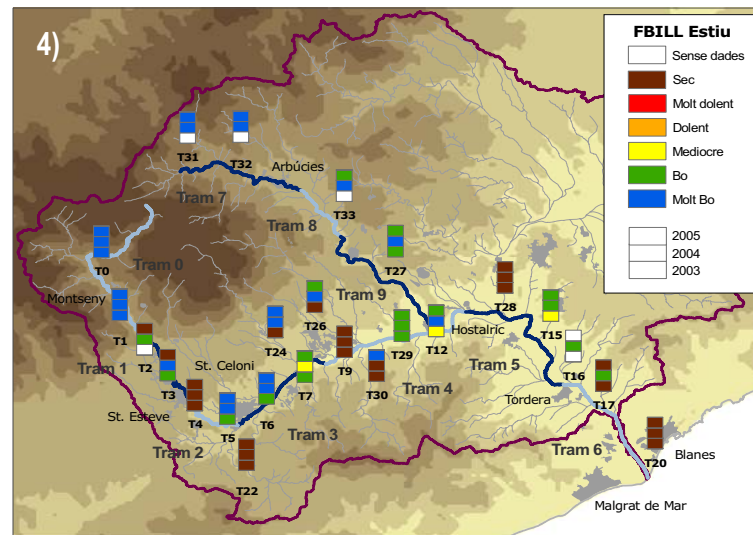 4)
FBILL Estiu
Sense dades
Sec
Molt dolent
Dolent
Mediocre
Bo
Molt Bo
2005
2004
2003
T31
T32
Arbúcies
Tram 7
T33
Tram 8
T0
Tram 0
T27
Montseny
T28
Tram 9
T26
T15
T1
T24
Hostalric
T29
T12
St. Celoni
T2
Tram 1
T9
Tram 5
T16
T3
T7
T30
Tram 4
T17
St. Esteve
T4
T5
T6
Tordera
Tram 3
Tram 2
Tram 6
T20
Blanes
T22
Malgrat de Mar